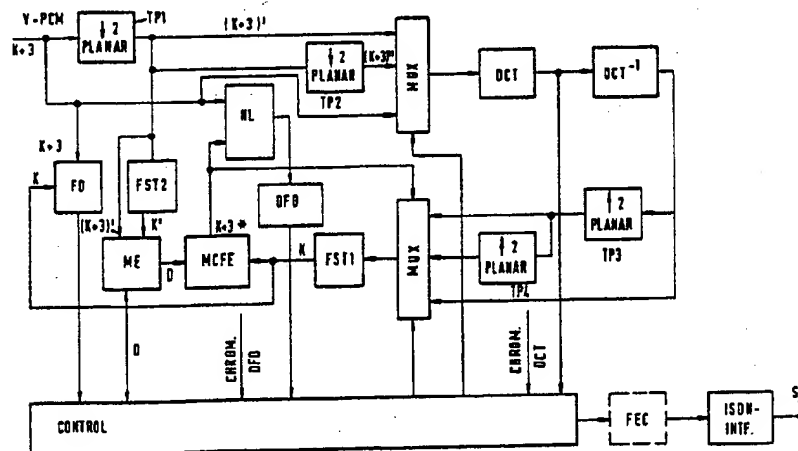 Y-PCM
K+3
↓2
PLANAR
TP1
(K+3)'
↓2
PLANAR
TP2
(K+3)"
MUX
DCT
DCT⁻¹
NL
K+3
K
FD
FST2
(K+3)'
K'
ME
D
MCFE
K+3*
DFD
K
FST1
MUX
↑2
PLANAR
TP4
↑2
PLANAR
TP3
D
CHROM.
DFD
CHROM.
DCT
CONTROL
FEC
ISDN-
INTF.
S